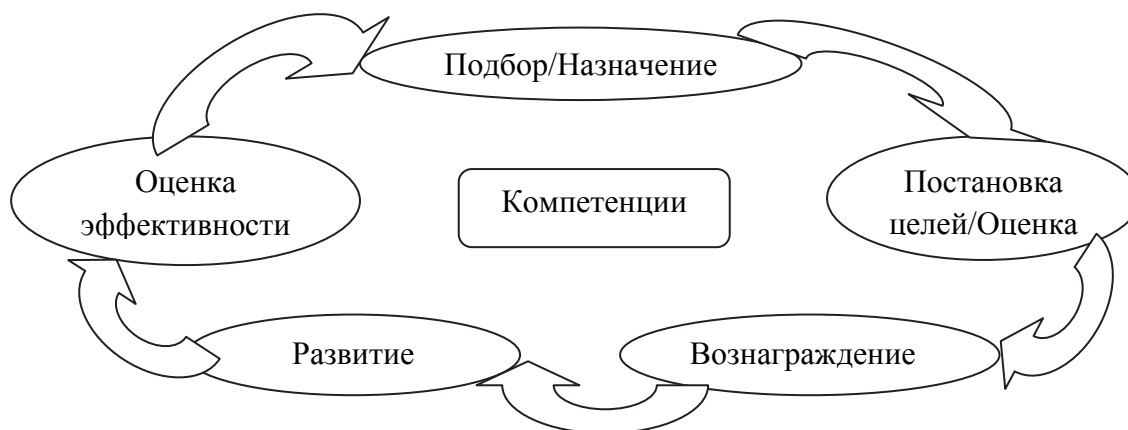 Подбор/Назначение
Оценка
эффективности
Компетенции
Постановка
целей/Оценка
Развитие
Вознаграждение